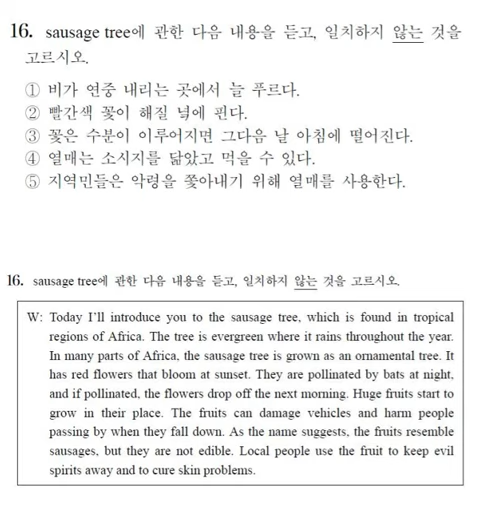 16. sausage tree에 관한 다음 내용을 듣고, 일치하지 않는 것을
고르시오.
① 비가 연중 내리는 곳에서 늘 푸르다.
② 빨간색 꽃이 해질 녘에 핀다.
③ 꽃은 수분이 이루어지면 그다음 날 아침에 떨어진다.
④ 열매는 소시지를 닮았고 먹을 수 있다.
⑤ 지역민들은 악령을 쫓아내기 위해 열매를 사용한다.
16. sausage tree에 관한 다음 내용을 듣고, 일치하지 않는 것을 고르시오.
W: Today I'll introduce you to the sausage tree, which is found in tropical
regions of Africa. The tree is evergreen where it rains throughout the year.
In many parts of Africa, the sausage tree is grown as an ornamental tree. It
has red flowers that bloom at sunset. They are pollinated by bats at night,
and if pollinated, the flowers drop off the next morning. Huge fruits start to
grow in their place. The fruits can damage vehicles and harm people
passing by when they fall down. As the name suggests, the fruits resemble
sausages, but they are not edible. Local people use the fruit to keep evil
spirits away and to cure skin problems.